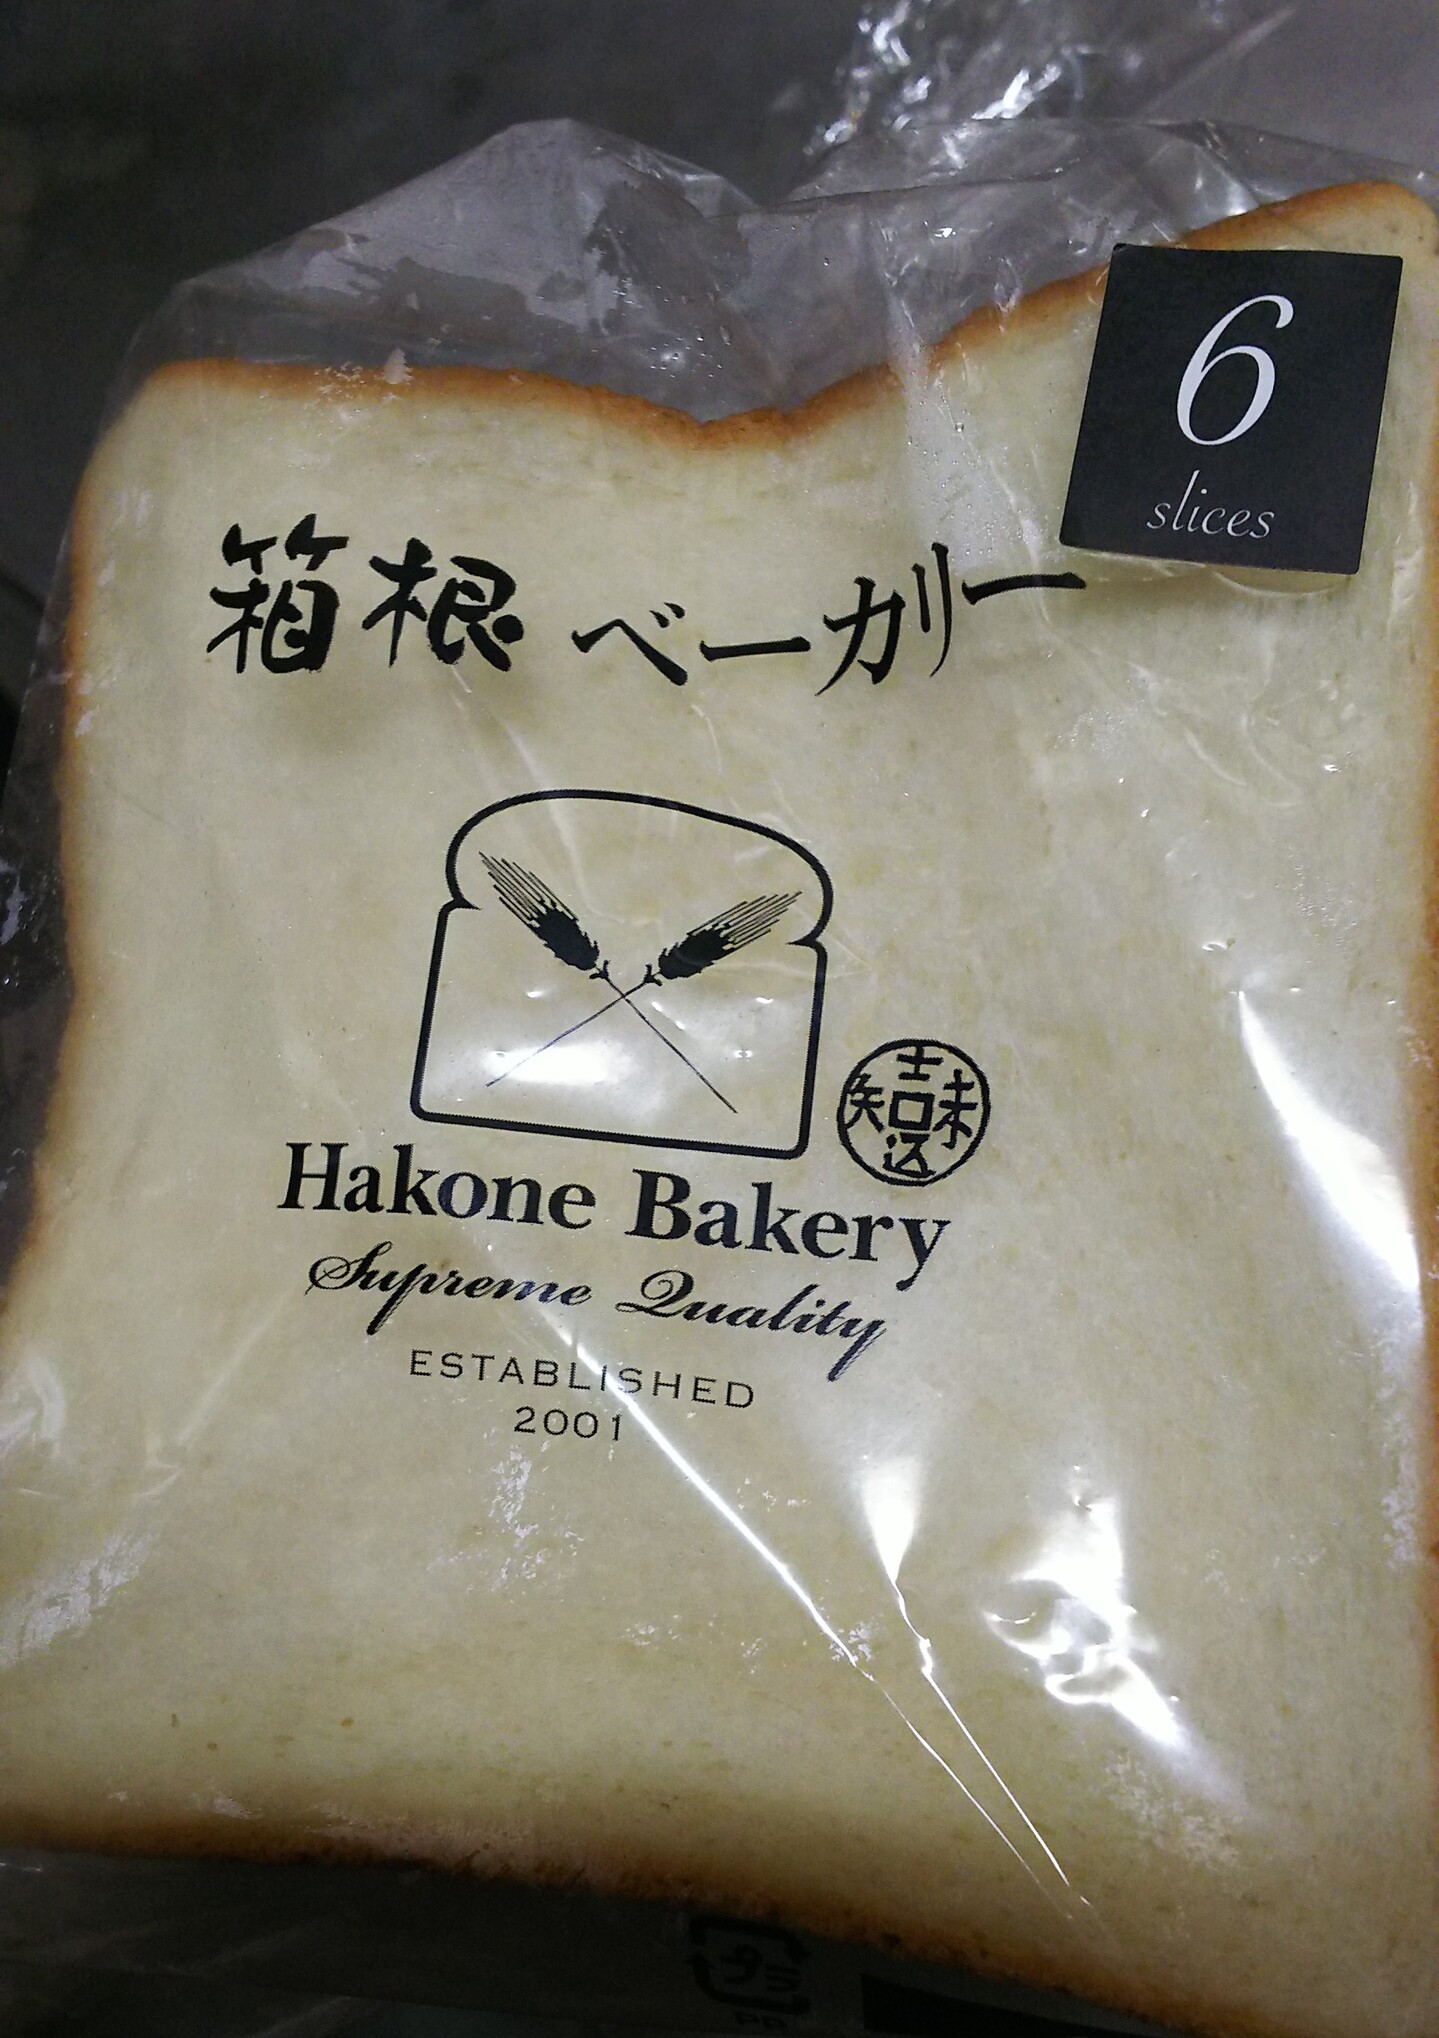 6
slices
箱根ベーカリー
Hakone Bakery
Supreme Quality
ESTABLISHED
2001